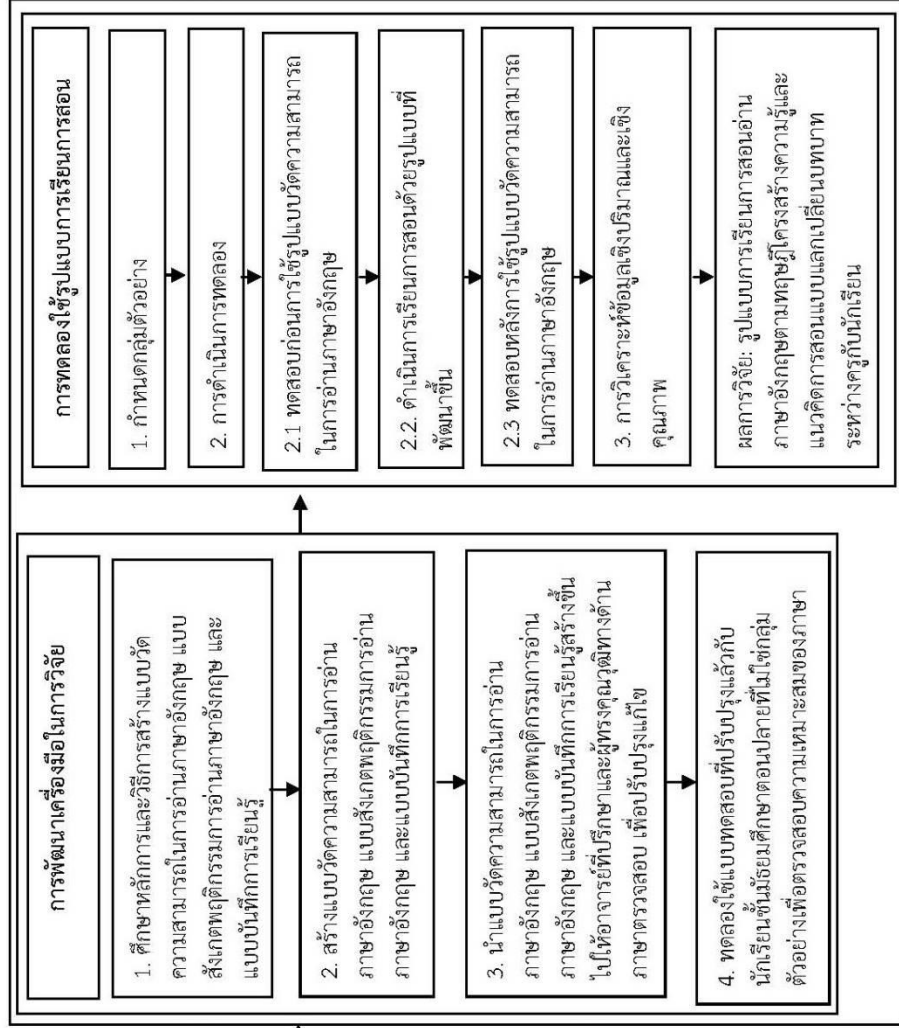 การพัฒนาเครื่องมือในการวิจัย
1. ศึกษาหลักการและวิธีการสร้างแบบวัด
ความสามารถในการอ่านภาษาอังกฤษ แบบ
สังเกตพฤติกรรมการอ่านภาษาอังกฤษ และ
แบบบันทึกการเรียนรู้
2. สร้างแบบวัดความสามารถในการอ่าน
ภาษาอังกฤษ แบบสังเกตพฤติกรรมการอ่าน
ภาษาอังกฤษ และแบบบันทึกการเรียนรู้
3. นำแบบวัดความสามารถในการอ่าน
ภาษาอังกฤษ แบบสังเกตพฤติกรรมการอ่าน
ภาษาอังกฤษ และแบบบันทึกการเรียนรู้สร้างขึ้น
ไปให้อาจารย์ที่ปรึกษาและผู้ทรงคุณวุฒิทางด้าน
ภาษาตรวจสอบ เพื่อปรับปรุงแก้ไข
4. ทดลองใช้แบบทดสอบที่ปรับปรุงแล้วกับ
นักเรียนชั้นมัธยมศึกษาตอนปลายที่ไม่ใช่กลุ่ม
ตัวอย่างเพื่อตรวจสอบความเหมาะสมของภาษา
การทดลองใช้รูปแบบการเรียนการสอน
1. กำหนดกลุ่มตัวอย่าง
2. การดำเนินการทดลอง
2.1 ทดสอบก่อนการใช้รูปแบบวัดความสามารถ
ในการอ่านภาษาอังกฤษ
2.2. ดำเนินการเรียนการสอนด้วยรูปแบบที่
พัฒนาขึ้น
2.3 ทดสอบหลังการใช้รูปแบบวัดความสามารถ
ในการอ่านภาษาอังกฤษ
3. การวิเคราะห์ข้อมูลเชิงปริมาณและเชิง
คุณภาพ
ผลการวิจัย: รูปแบบการเรียนการสอนอ่าน
ภาษาอังกฤษตามทฤษฎีโครงสร้างความรู้และ
แนวคิดการสอนแบบแลกเปลี่ยนบทบาท
ระหว่างครูกับนักเรียน